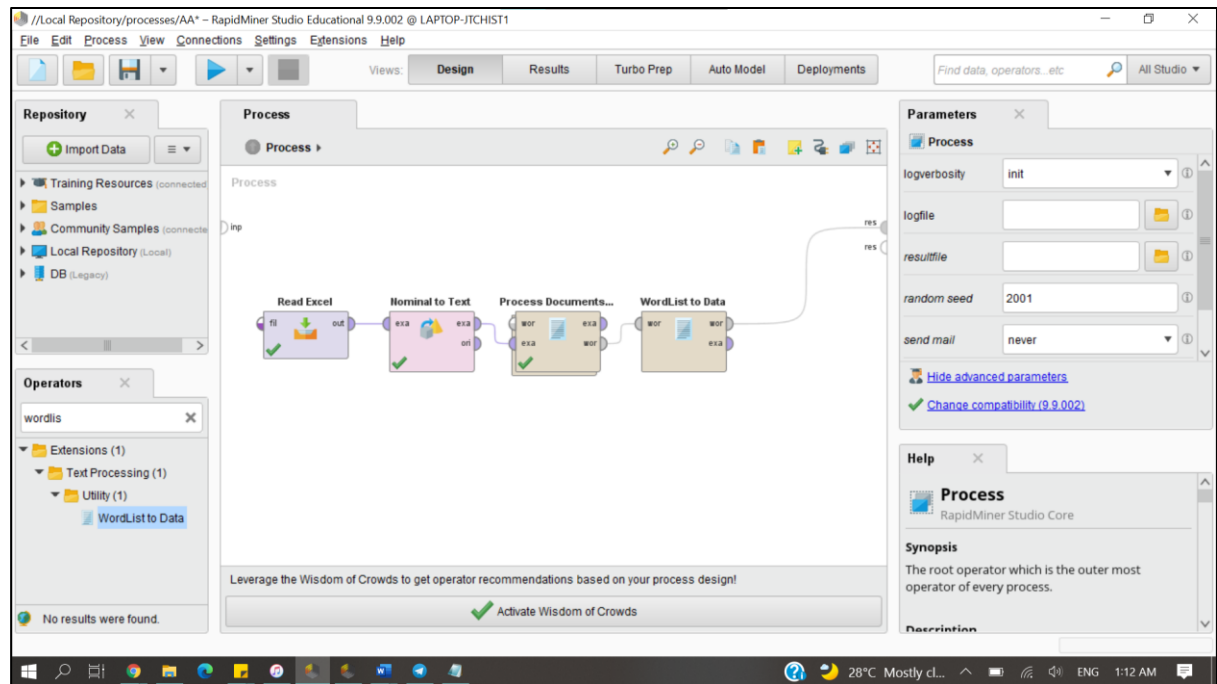 //Local Repository/processes/AA* – RapidMiner Studio Educational 9.9.002 @ LAPTOP-JTCHIST1
File Edit Process View Connections Settings Extensions Help
Views: Design Results Turbo Prep Auto Model Deployments Find data, operators...etc All Studio
Repository
Import Data
Training Resources (connected
Samples
Community Samples (connecte
Local Repository (Local)
DB (Legacy)
Operators
wordlis
Extensions (1)
Text Processing (1)
Utility (1)
WordList to Data
No results were found.
Process
Process
Process
inp
res
res
Read Excel
fil out
Nominal to Text
exa exa
ori
Process Documents...
wor exa
exa wor
WordList to Data
wor wor
exa
Leverage the Wisdom of Crowds to get operator recommendations based on your process design!
Activate Wisdom of Crowds
Parameters
Process
logverbosity init
logfile
resultfile
random seed 2001
send mail never
Hide advanced parameters
Change compatibility (9.9.002)
Help
Process
RapidMiner Studio Core
Synopsis
The root operator which is the outer most
operator of every process.
Description
28°C Mostly cl... ENG 1:12 AM